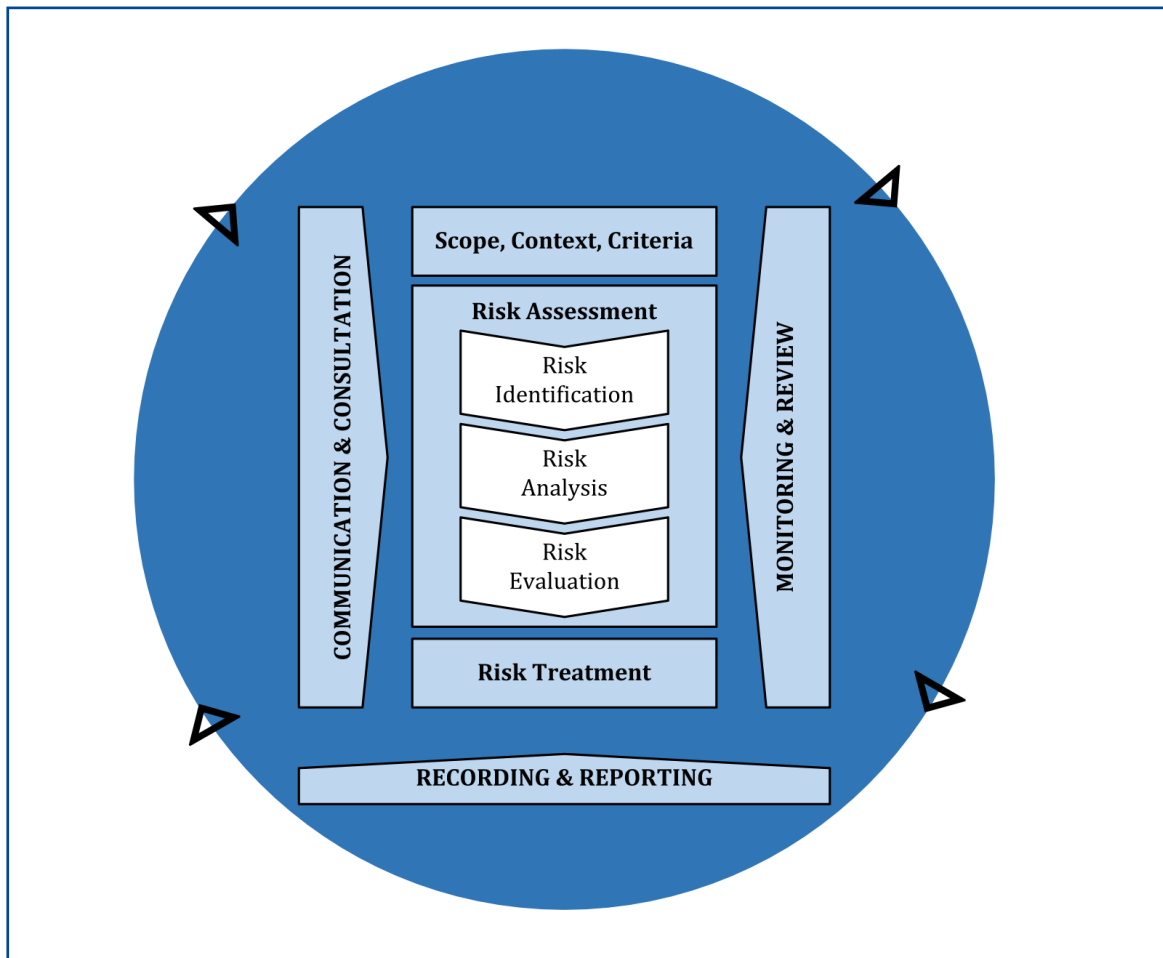 Scope, Context, Criteria
Risk Assessment
Risk
Identification
Risk
Analysis
Risk
Evaluation
Risk Treatment
COMMUNICATION & CONSULTATION
MONITORING & REVIEW
RECORDING & REPORTING